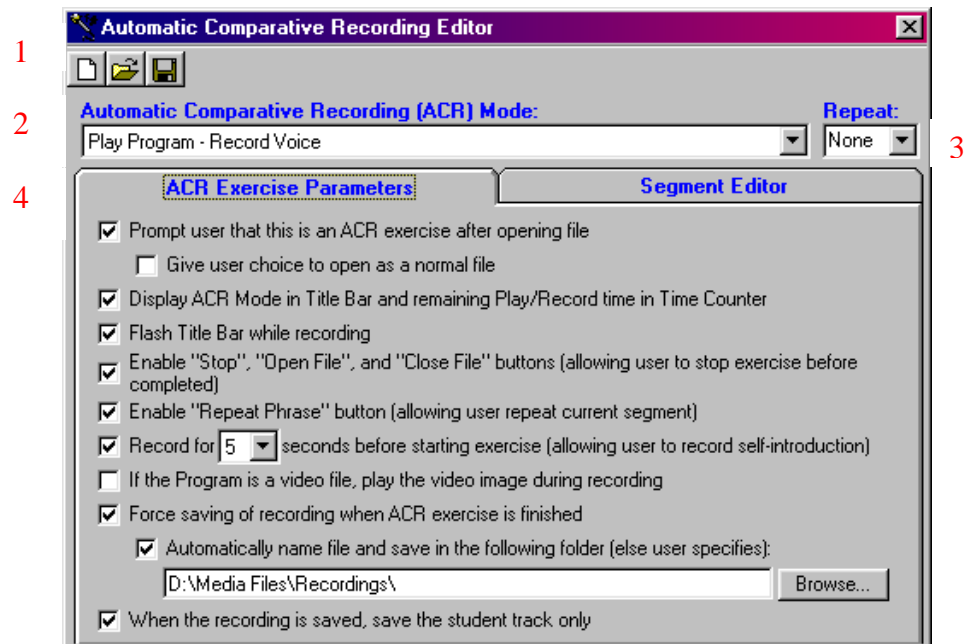 Automatic Comparative Recording Editor
1
Automatic Comparative Recording (ACR) Mode: Repeat:
2
Play Program - Record Voice None
3
4
ACR Exercise Parameters Segment Editor
Prompt user that this is an ACR exercise after opening file
Give user choice to open as a normal file
Display ACR Mode in Title Bar and remaining Play/Record time in Time Counter
Flash Title Bar while recording
Enable "Stop", "Open File", and "Close File" buttons (allowing user to stop exercise before
completed)
Enable "Repeat Phrase" button (allowing user repeat current segment)
Record for 5 seconds before starting exercise (allowing user to record self-introduction)
If the Program is a video file, play the video image during recording
Force saving of recording when ACR exercise is finished
Automatically name file and save in the following folder (else user specifies):
D:\Media Files\Recordings\ Browse...
When the recording is saved, save the student track only